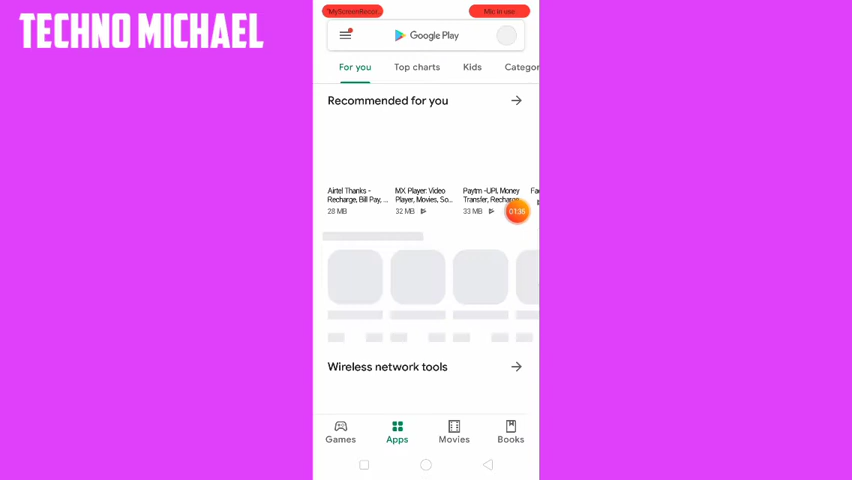 TECHNO MICHAEL
Mic in use
Google Play
For you
Top charts
Kids
Categor
Recommended for you
Airtel Thanks -
Recharge, Bill Pay, ...
28 MB
MX Player: Video
Player, Movies, So...
32 MB
Paytm -UPI, Money
Transfer, Recharge
33 MB
Fa
01:35
Wireless network tools
Games
Apps
Movies
Books